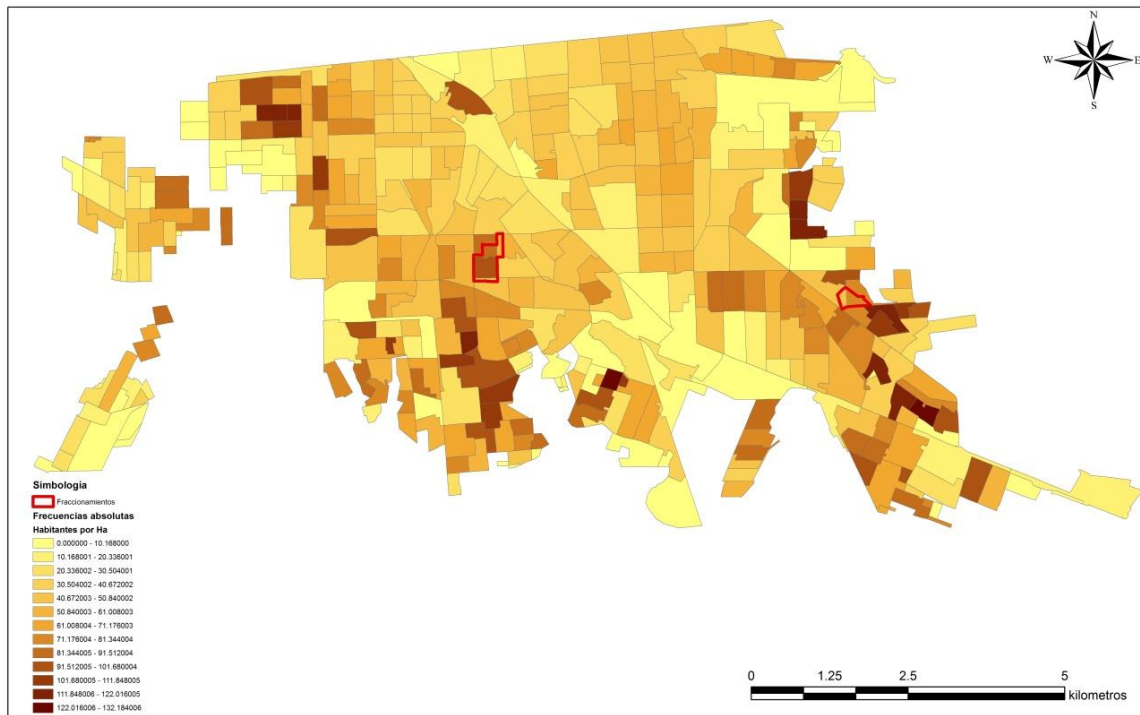 N
W E
S
Simbología
Fraccionamientos
Frecuencias absolutas
Habitantes por Ha
0.000000 - 10.168000
10.168001 - 20.336001
20.336002 - 30.504001
30.504002 - 40.672002
40.672003 - 50.840002
50.840003 - 61.008003
61.008004 - 71.176003
71.176004 - 81.344004
81.344005 - 91.512004
91.512005 - 101.680004
101.680005 - 111.848005
111.848006 - 122.016005
122.016006 - 132.184006
0 1.25 2.5 5
kilometros